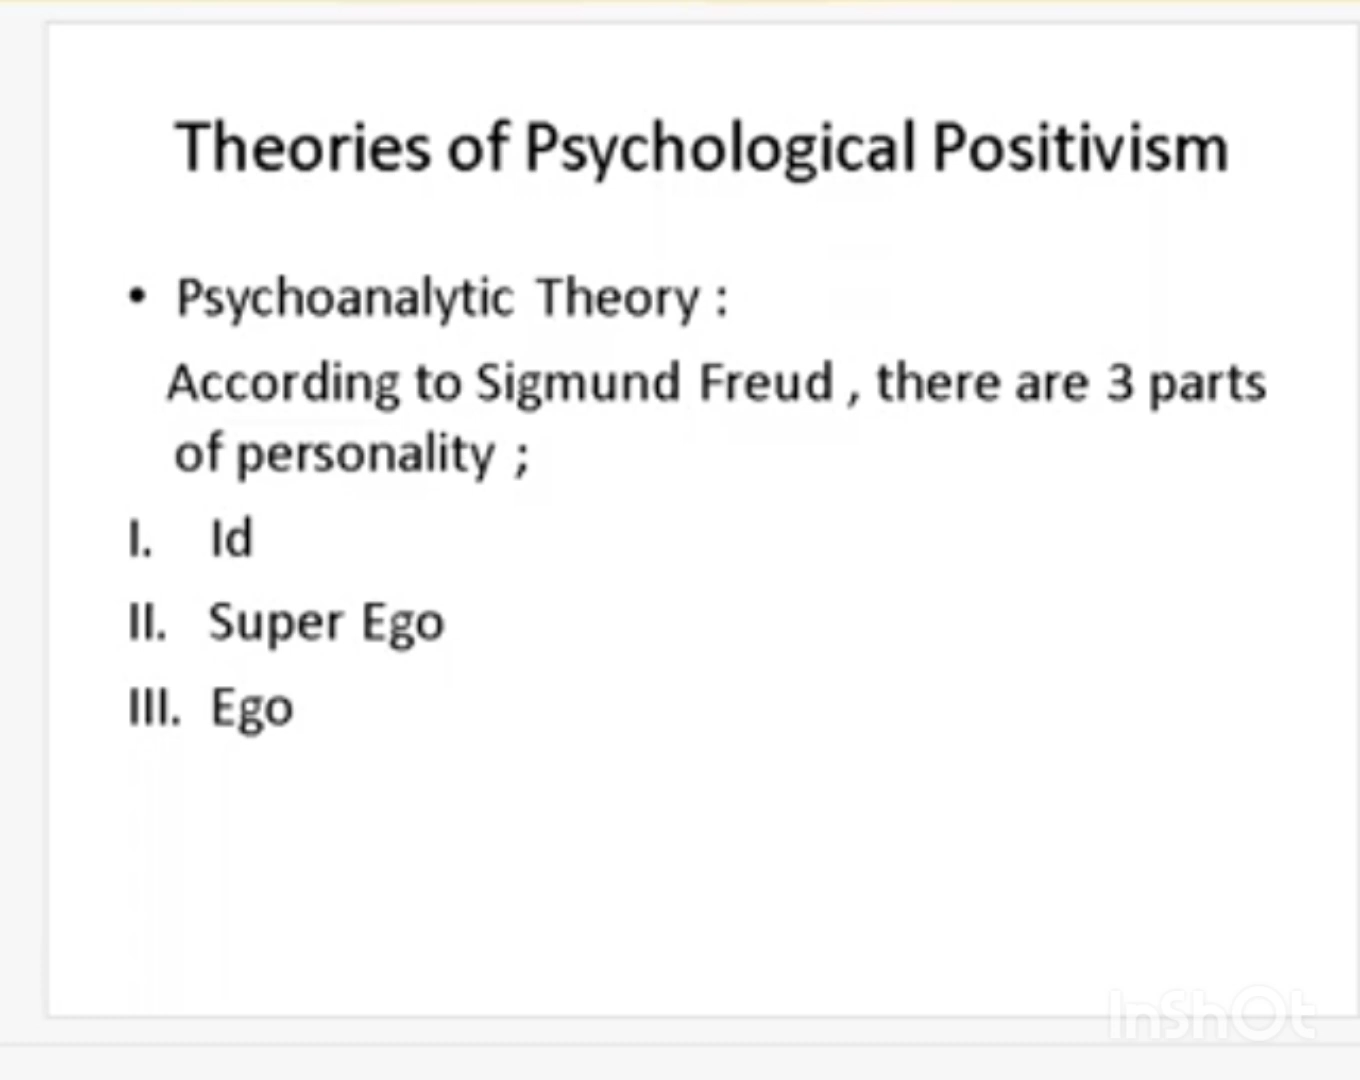 Theories of Psychological Positivism
• Psychoanalytic Theory :
According to Sigmund Freud , there are 3 parts
of personality ;
I. Id
II. Super Ego
III. Ego
InShOt